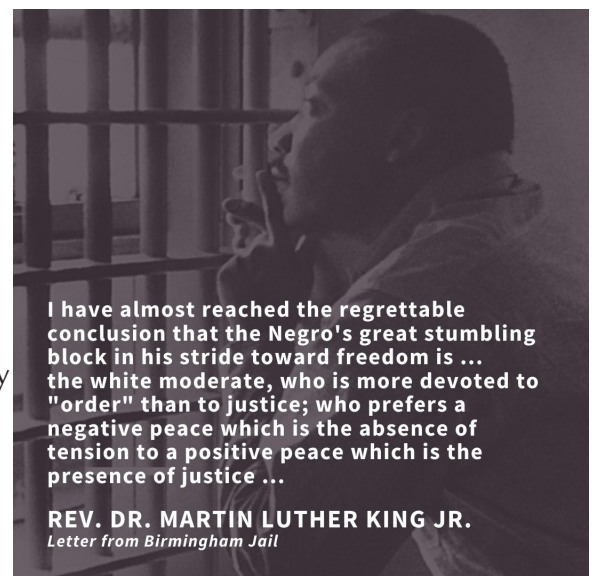 I have almost reached the regrettable
conclusion that the Negro's great stumbling
block in his stride toward freedom is ...
the white moderate, who is more devoted to
"order" than to justice; who prefers a
negative peace which is the absence of
tension to a positive peace which is the
presence of justice ...
REV. DR. MARTIN LUTHER KING JR.
Letter from Birmingham Jail